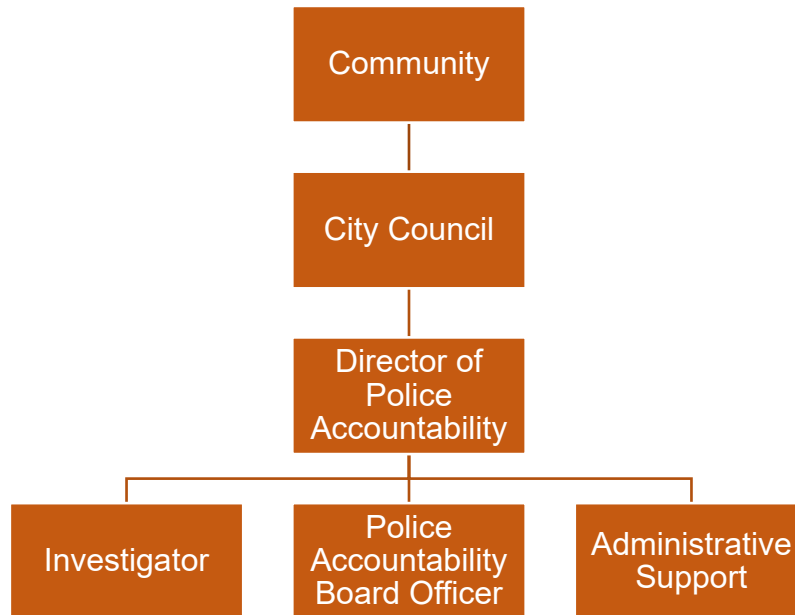 Community
City Council
Director of
Police
Accountability
Investigator
Police
Accountability
Board Officer
Administrative
Support